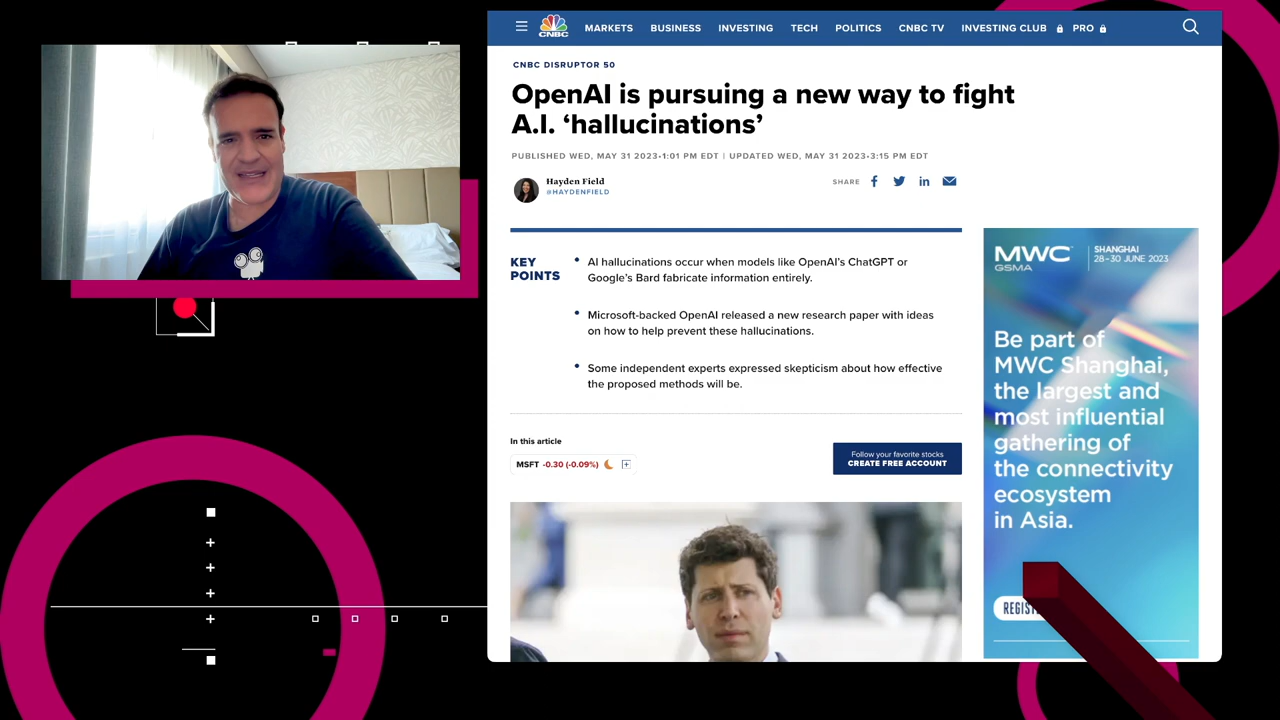 CNBC
MARKETS BUSINESS INVESTING TECH POLITICS CNBC TV INVESTING CLUB PRO
CNBC DISRUPTOR 50
OpenAI is pursuing a new way to fight
A.I. ‘hallucinations’
PUBLISHED WED, MAY 31 2023•1:01 PM EDT | UPDATED WED, MAY 31 2023•3:15 PM EDT
Hayden Field
@HAYDENFIELD
SHARE
KEY
POINTS
• AI hallucinations occur when models like OpenAI’s ChatGPT or
Google’s Bard fabricate information entirely.
• Microsoft-backed OpenAI released a new research paper with ideas
on how to help prevent these hallucinations.
• Some independent experts expressed skepticism about how effective
the proposed methods will be.
In this article
MSFT -0.30 (-0.09%)
Follow your favorite stocks
CREATE FREE ACCOUNT
MWC
GSMA
SHANGHAI
28–30 JUNE 2023
Be part of
MWC Shanghai,
the largest and
most influential
gathering of
the connectivity
ecosystem
in Asia.